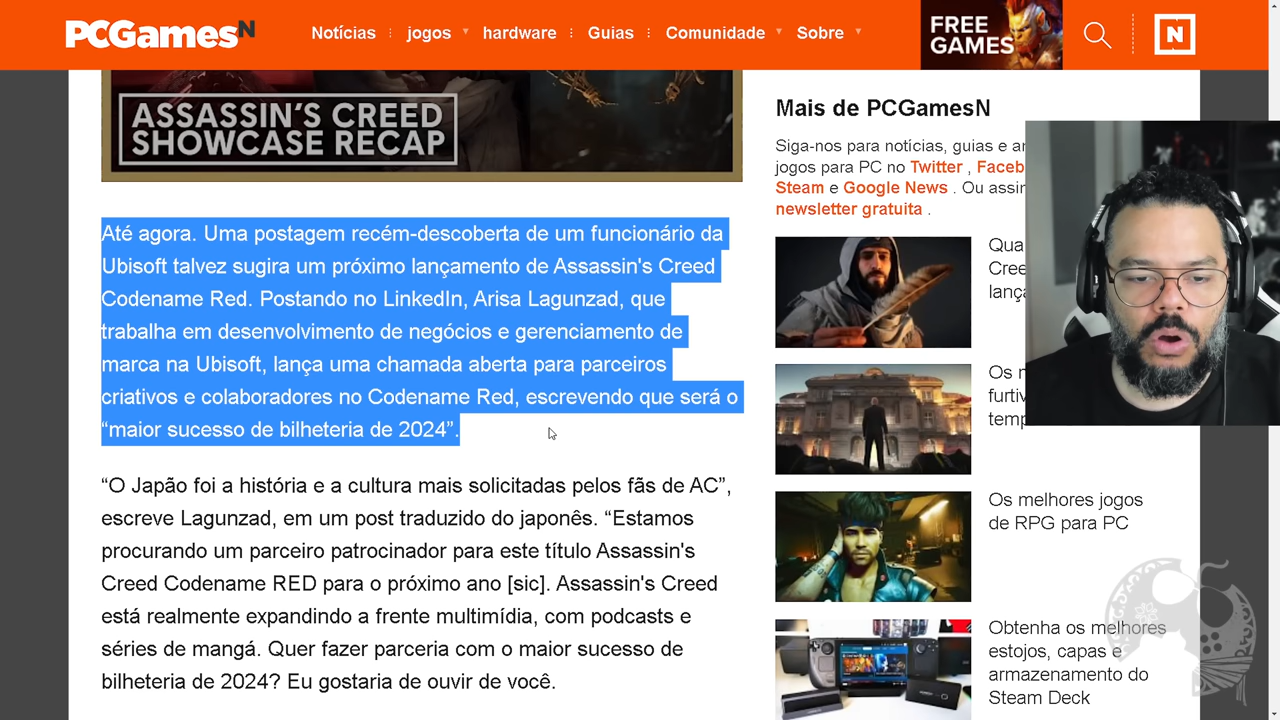 PCGamesN
Notícias
jogos
hardware
Guias
Comunidade
Sobre
FREE
GAMES
N
ASSASSIN'S CREED
SHOWCASE RECAP
Até agora. Uma postagem recém-descoberta de um funcionário da
Ubisoft talvez sugira um próximo lançamento de Assassin's Creed
Codename Red. Postando no LinkedIn, Arisa Lagunzad, que
trabalha em desenvolvimento de negócios e gerenciamento de
marca na Ubisoft, lança uma chamada aberta para parceiros
criativos e colaboradores no Codename Red, escrevendo que será o
“maior sucesso de bilheteria de 2024”.
“O Japão foi a história e a cultura mais solicitadas pelos fãs de AC”,
escreve Lagunzad, em um post traduzido do japonês. “Estamos
procurando um parceiro patrocinador para este título Assassin's
Creed Codename RED para o próximo ano [sic]. Assassin's Creed
está realmente expandindo a frente multimídia, com podcasts e
séries de mangá. Quer fazer parceria com o maior sucesso de
bilheteria de 2024? Eu gostaria de ouvir de você.
Mais de PCGamesN
Siga-nos para notícias, guias e
jogos para PC no Twitter , Faceb
Steam e Google News . Ou assi
newsletter gratuita .
Qua
Cree
lança
Os
furtiv
temp
Os melhores jogos
de RPG para PC
Obtenha os melhores
estojos, capas e
armazenamento do
Steam Deck